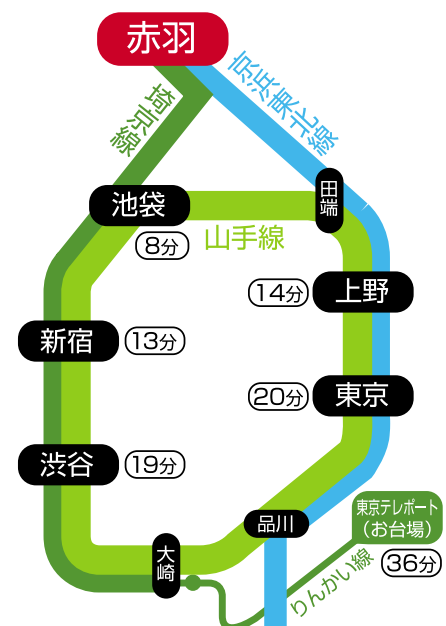 赤羽
埼京線
京浜東北線
池袋
田端
8分
山手線
14分
上野
新宿
13分
20分
東京
渋谷
19分
東京テレポート
（お台場）
品川
大崎
36分
りんかい線